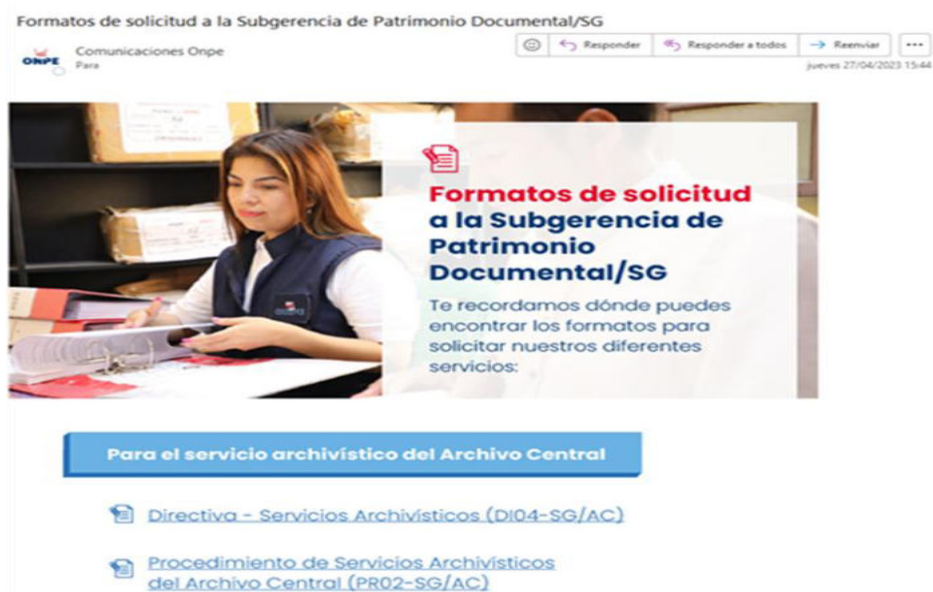 Formatos de solicitud a la Subgerencia de Patrimonio Documental/SG
Comunicaciones Onpe
ONPE
Para
Responder
Responder a todos
Reenviar
jueves 27/04/2023 15:44
Formatos de solicitud
a la Subgerencia de
Patrimonio
Documental/SG
Te recordamos dónde puedes
encontrar los formatos para
solicitar nuestros diferentes
servicios:
Para el servicio archivístico del Archivo Central
Directiva - Servicios Archivísticos (DI04-SG/AC)
Procedimiento de Servicios Archivísticos
del Archivo Central (PR02-SG/AC)